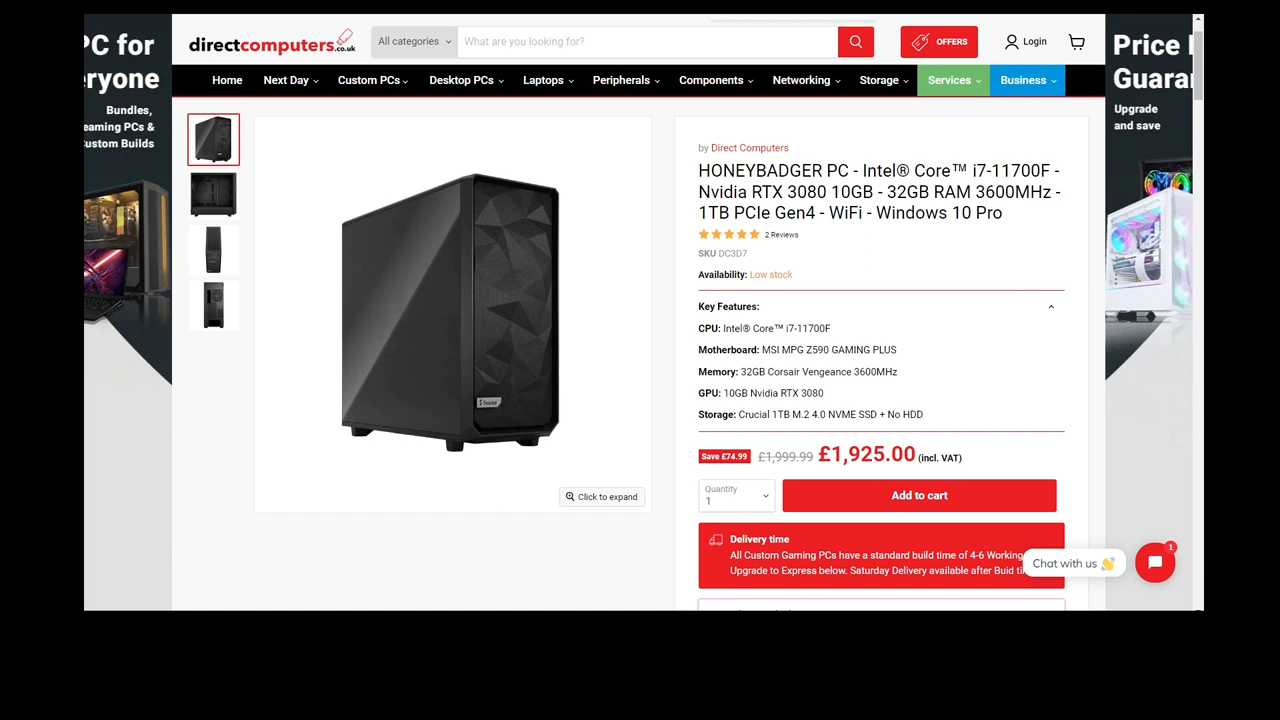 PC for
eryone
Bundles,
eaming PCs &
ustom Builds
directcomputers.co.uk
All categories
What are you looking for?
OFFERS
Login
Home
Next Day
Custom PCs
Desktop PCs
Laptops
Peripherals
Components
Networking
Storage
Services
Business
Price
Guarar
Upgrade
and save
by Direct Computers
HONEYBADGER PC - Intel® Core™ i7-11700F -
Nvidia RTX 3080 10GB - 32GB RAM 3600MHz -
1TB PCIe Gen4 - WiFi - Windows 10 Pro
2 Reviews
SKU DC3D7
Availability: Low stock
Key Features:
CPU: Intel® Core™ i7-11700F
Motherboard: MSI MPG Z590 GAMING PLUS
Memory: 32GB Corsair Vengeance 3600MHz
GPU: 10GB Nvidia RTX 3080
Storage: Crucial 1TB M.2 4.0 NVME SSD + No HDD
Save £74.99 £1,999.99 £1,925.00 (incl. VAT)
Quantity
1
Add to cart
fractal
Click to expand
Delivery time
All Custom Gaming PCs have a standard build time of 4-6 Working
Upgrade to Express below. Saturday Delivery available after Buid ti
Chat with us 👋
1